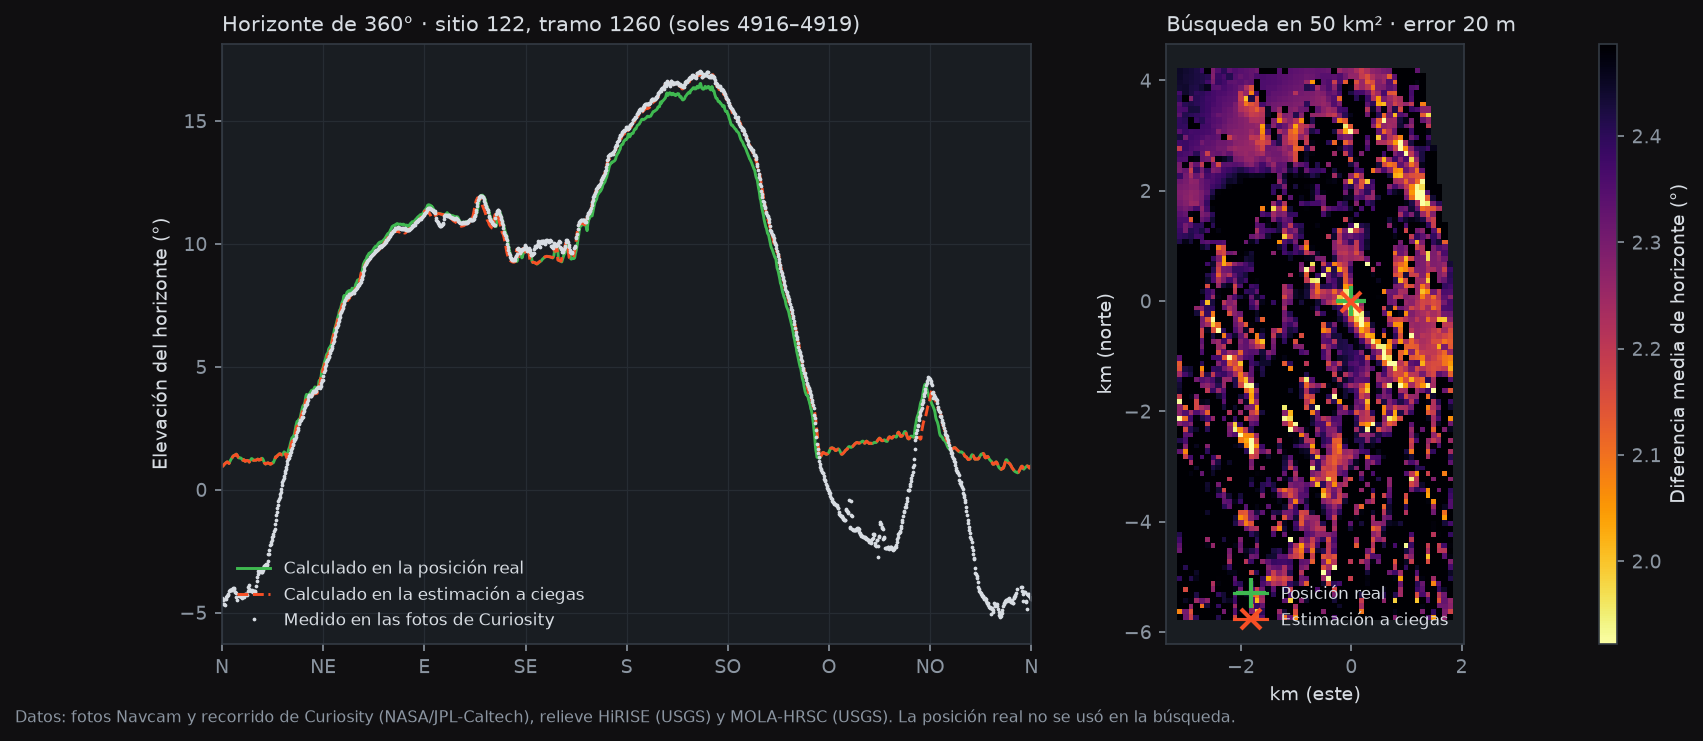 Horizonte de 360° · sitio 122, tramo 1260 (soles 4916–4919)
Elevación del horizonte (°)
15
10
5
0
−5
N
NE
E
SE
S
SO
O
NO
N
Calculado en la posición real
Calculado en la estimación a ciegas
Medido en las fotos de Curiosity
Búsqueda en 50 km² · error 20 m
km (norte)
4
2
0
−2
−4
−6
−2
0
2
km (este)
Posición real
Estimación a ciegas
2.4
2.3
2.2
2.1
2.0
Diferencia media de horizonte (°)
Datos: fotos Navcam y recorrido de Curiosity (NASA/JPL-Caltech), relieve HiRISE (USGS) y MOLA-HRSC (USGS). La posición real no se usó en la búsqueda.